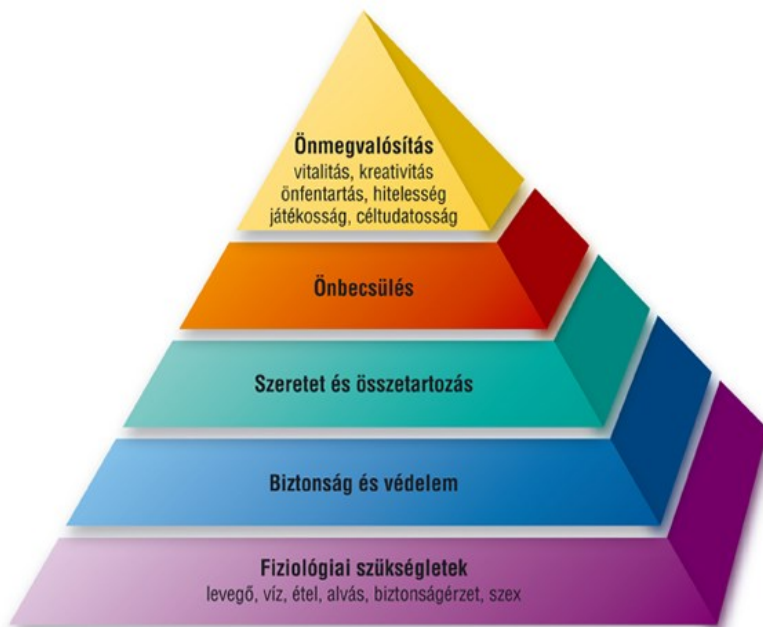 Önmegvalósítás
vitalitás, kreativitás
önfentartás, hitelesség
játékosság, céltudatosság
Önbecsülés
Szeretet és összetartozás
Biztonság és védelem
Fiziológiai szükségletek
levegő, víz, étel, alvás, biztonságérzet, szex